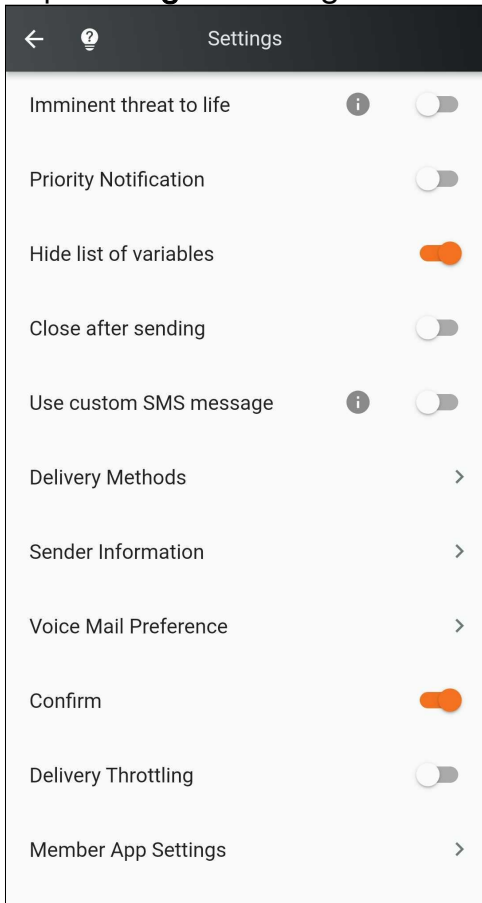 Settings
Imminent threat to life
Priority Notification
Hide list of variables
Close after sending
Use custom SMS message
Delivery Methods
Sender Information
Voice Mail Preference
Confirm
Delivery Throttling
Member App Settings